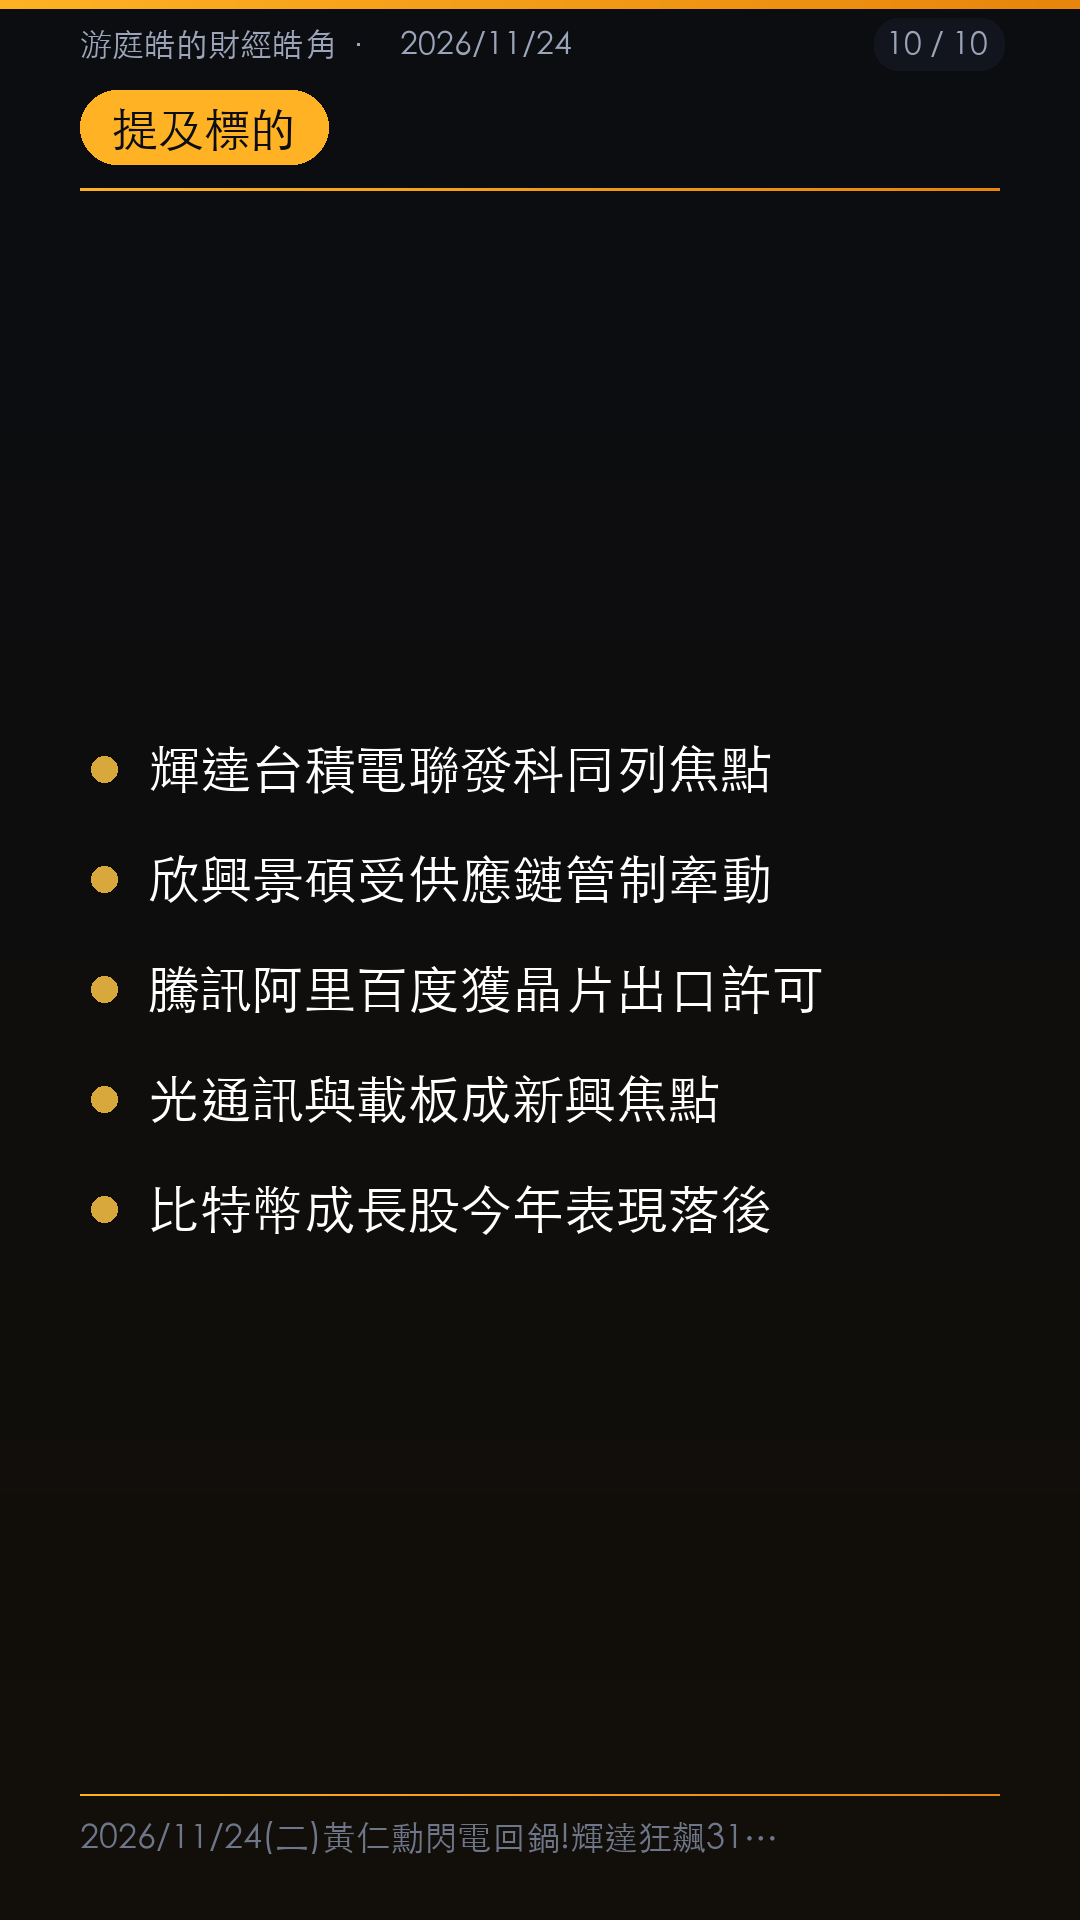 游庭皓的財經皓角 · 2026/11/24
10 / 10
提及標的
輝達台積電聯發科同列焦點
欣興景碩受供應鏈管制牽動
騰訊阿里百度獲晶片出口許可
光通訊與載板成新興焦點
比特幣成長股今年表現落後
2026/11/24(二)黃仁勳閃電回鍋!輝達狂飆31⋯